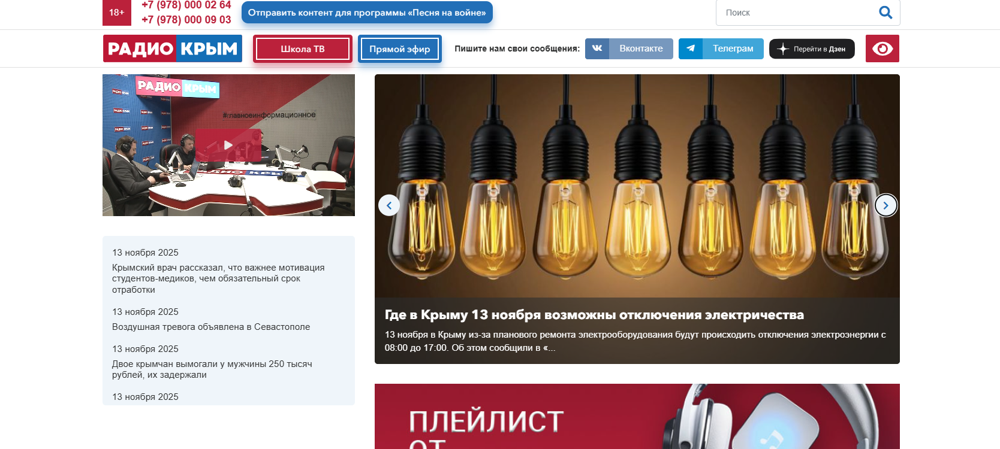 18+
+7 (978) 000 02 64
+7 (978) 000 09 03
Отправить контент для программы «Песня на войне»
Поиск
РАДИО КРЫМ
Школа ТВ
Прямой эфир
Пишите нам свои сообщения:
Вконтакте
Телеграм
Перейти в Дзен
РАДИО КРЫМ
#главноеинформационное
13 ноября 2025
Крымский врач рассказал, что важнее мотивация
студентов-медиков, чем обязательный срок
отработки
13 ноября 2025
Воздушная тревога объявлена в Севастополе
13 ноября 2025
Двое крымчан вымогали у мужчины 250 тысяч
рублей, их задержали
13 ноября 2025
Где в Крыму 13 ноября возможны отключения электричества
13 ноября в Крыму из-за планового ремонта электрооборудования будут происходить отключения электроэнергии с
08:00 до 17:00. Об этом сообщили в «...
ПЛЕЙЛИСТ
ОТ